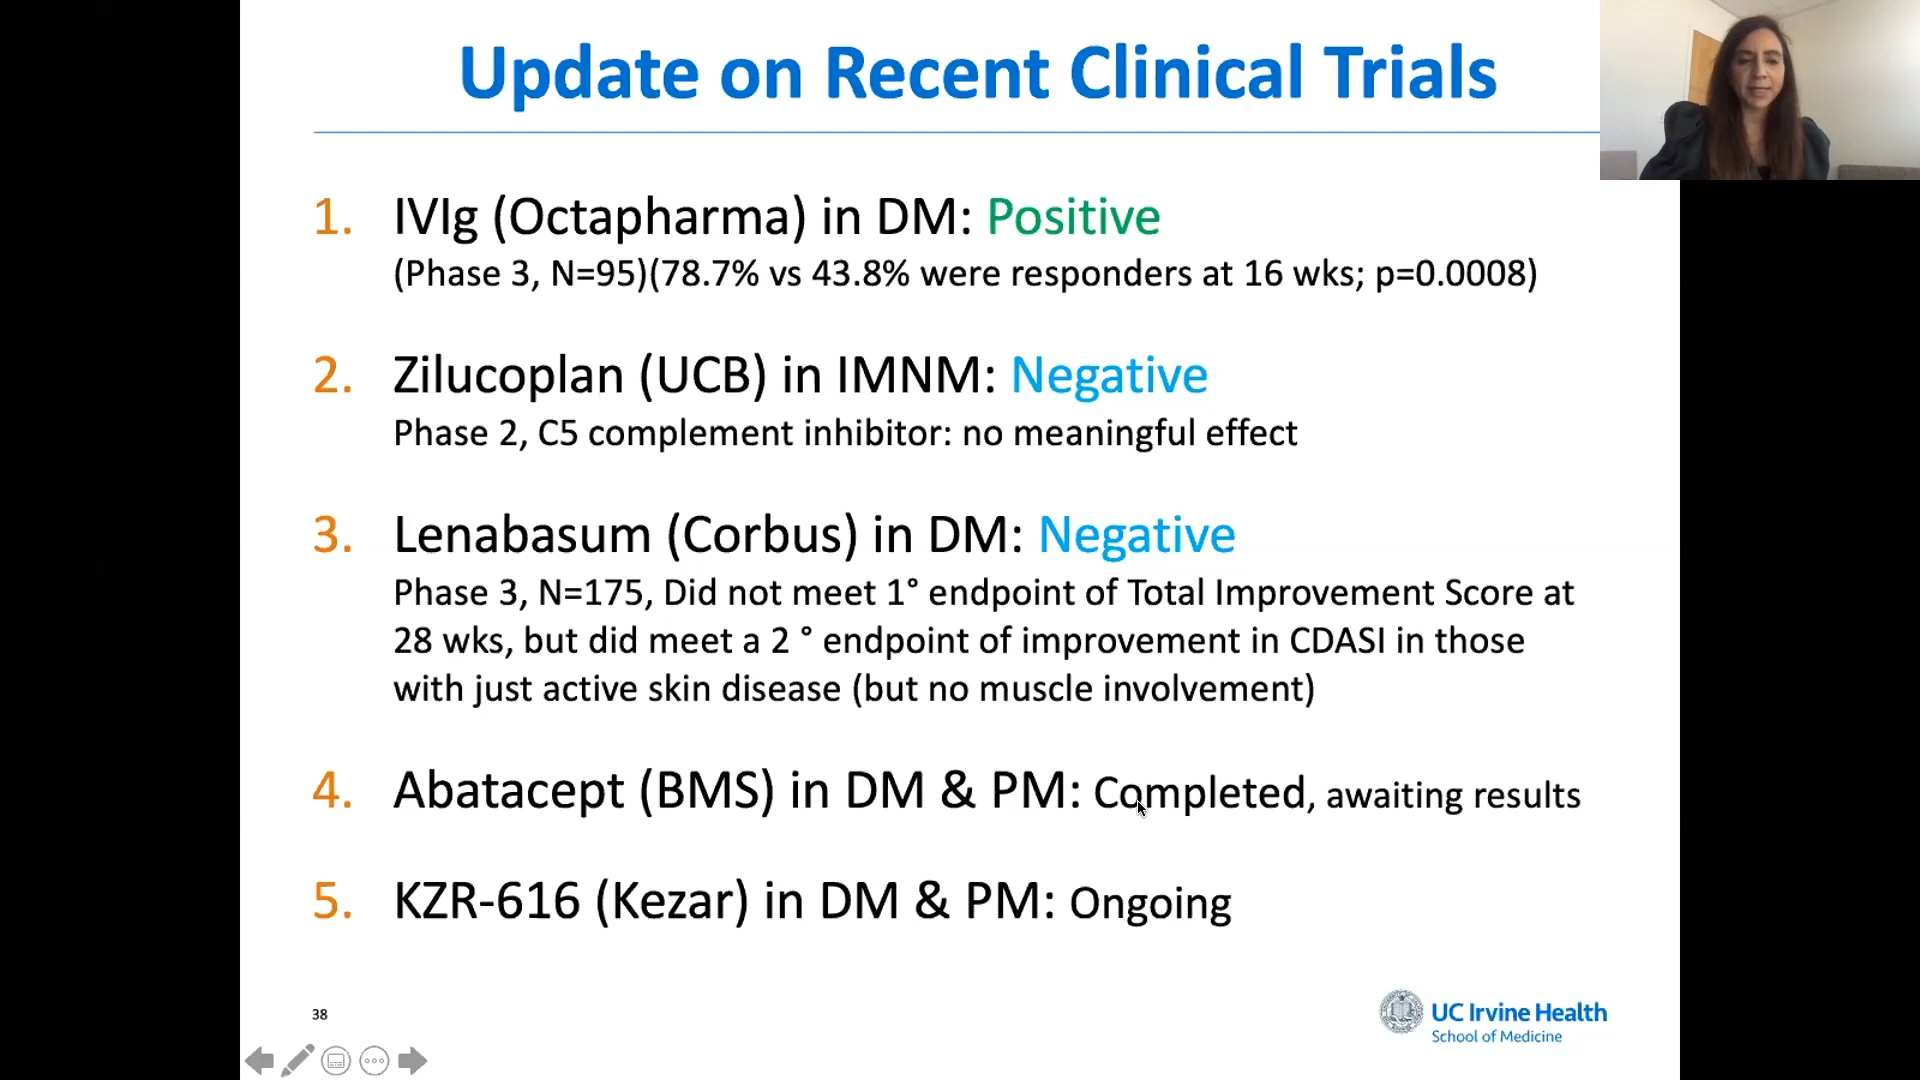 Update on Recent Clinical Trials
1. IVIg (Octapharma) in DM: Positive
(Phase 3, N=95)(78.7% vs 43.8% were responders at 16 wks; p=0.0008)
2. Zilucoplan (UCB) in IMNM: Negative
Phase 2, C5 complement inhibitor: no meaningful effect
3. Lenabasum (Corbus) in DM: Negative
Phase 3, N=175, Did not meet 1° endpoint of Total Improvement Score at
28 wks, but did meet a 2 ° endpoint of improvement in CDASI in those
with just active skin disease (but no muscle involvement)
4. Abatacept (BMS) in DM & PM: Completed, awaiting results
5. KZR-616 (Kezar) in DM & PM: Ongoing
38
UC Irvine Health
School of Medicine